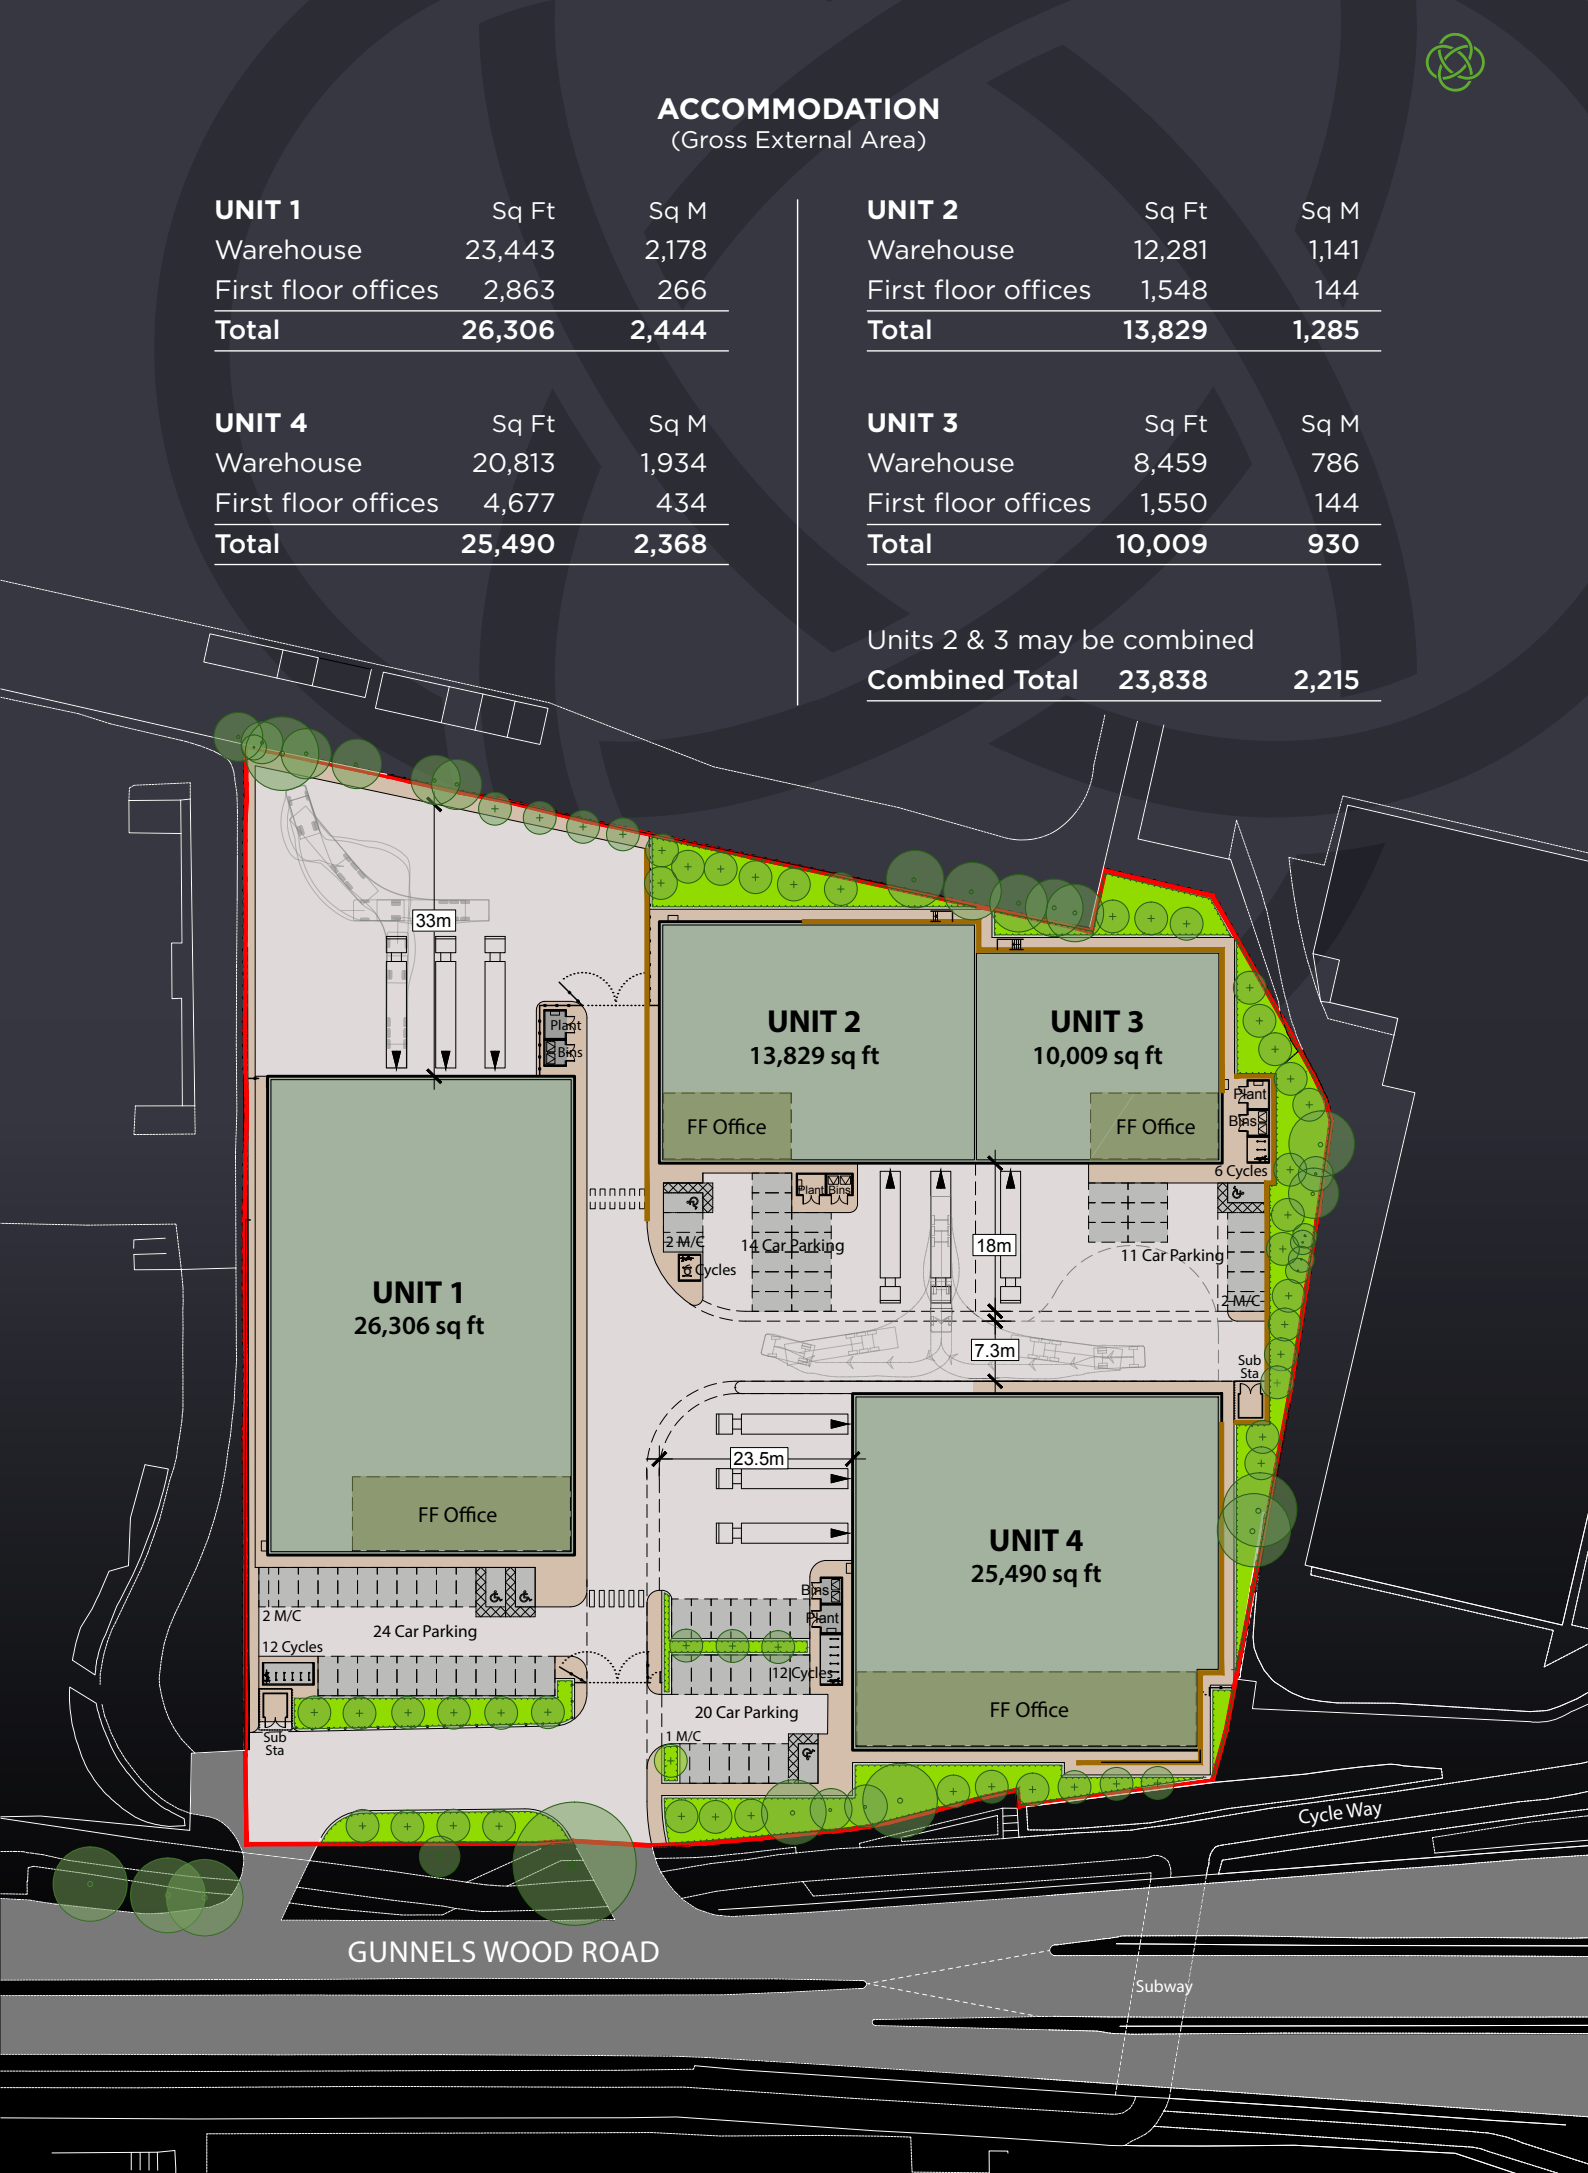 ACCOMMODATION
(Gross External Area)
UNIT 1 Sq Ft Sq M
Warehouse 23,443 2,178
First floor offices 2,863 266
Total 26,306 2,444
UNIT 2 Sq Ft Sq M
Warehouse 12,281 1,141
First floor offices 1,548 144
Total 13,829 1,285
UNIT 4 Sq Ft Sq M
Warehouse 20,813 1,934
First floor offices 4,677 434
Total 25,490 2,368
UNIT 3 Sq Ft Sq M
Warehouse 8,459 786
First floor offices 1,550 144
Total 10,009 930
Units 2 & 3 may be combined
Combined Total 23,838 2,215
33m
Plant
Bins
UNIT 2
13,829 sq ft
FF Office
UNIT 3
10,009 sq ft
FF Office
Plant
Bins
6 Cycles
Plant
Bins
2 M/C
14 Car Parking
6 Cycles
18m
11 Car Parking
2 M/C
UNIT 1
26,306 sq ft
FF Office
7.3m
Sub
Sta
23.5m
UNIT 4
25,490 sq ft
FF Office
Bins
Plant
12 Cycles
2 M/C
24 Car Parking
12 Cycles
Sub
Sta
20 Car Parking
1 M/C
Cycle Way
GUNNELS WOOD ROAD
Subway